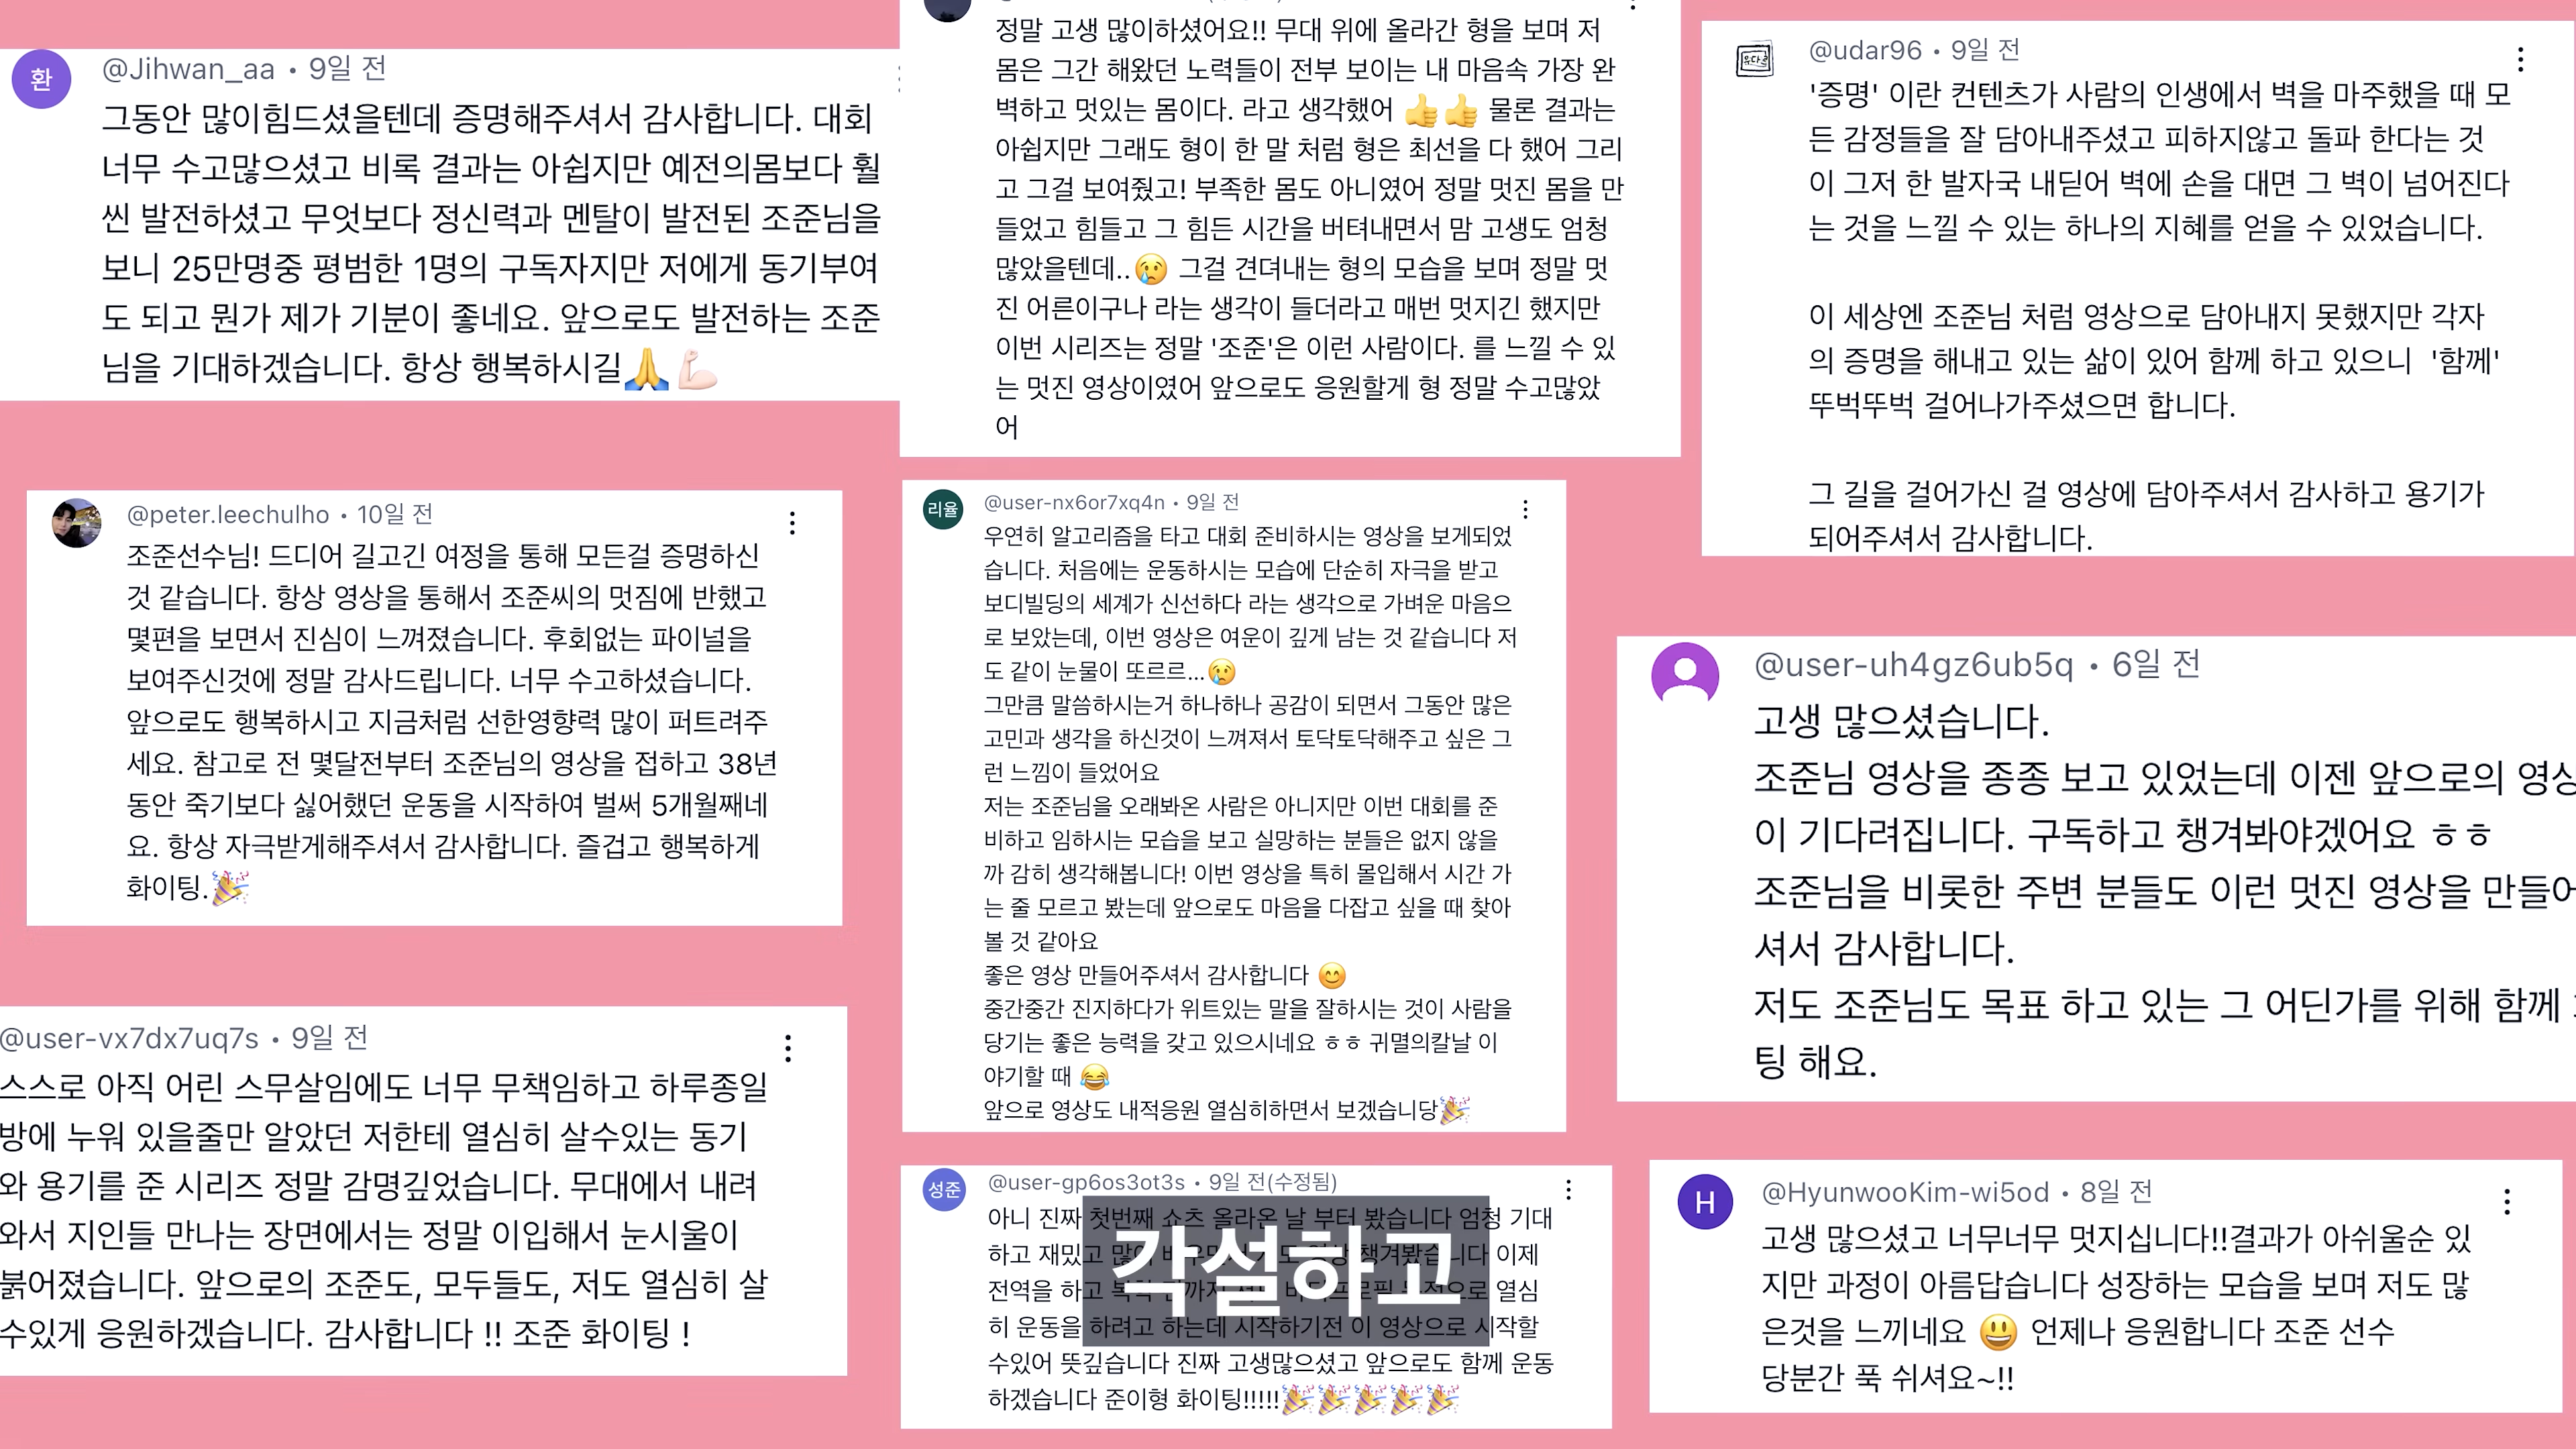 환
@Jihwan_aa • 9일 전
그동안 많이힘드셨을텐데 증명해주셔서 감사합니다. 대회
너무 수고많으셨고 비록 결과는 아쉽지만 예전의몸보다 훨
씬 발전하셨고 무엇보다 정신력과 멘탈이 발전된 조준님을
보니 25만명중 평범한 1명의 구독자지만 저에게 동기부여
도 되고 뭔가 제가 기분이 좋네요. 앞으로도 발전하는 조준
님을 기대하겠습니다. 항상 행복하시길🙏💪🏻
@peter.leechulho • 10일 전
조준선수님! 드디어 길고긴 여정을 통해 모든걸 증명하신
것 같습니다. 항상 영상을 통해서 조준씨의 멋짐에 반했고
몇편을 보면서 진심이 느껴졌습니다. 후회없는 파이널을
보여주신것에 정말 감사드립니다. 너무 수고하셨습니다.
앞으로도 행복하시고 지금처럼 선한영향력 많이 퍼트려주
세요. 참고로 전 몇달전부터 조준님의 영상을 접하고 38년
동안 죽기보다 싫어했던 운동을 시작하여 벌써 5개월째네
요. 항상 자극받게해주셔서 감사합니다. 즐겁고 행복하게
화이팅.🎉
@user-vx7dx7uq7s • 9일 전
스스로 아직 어린 스무살임에도 너무 무책임하고 하루종일
방에 누워 있을줄만 알았던 저한테 열심히 살수있는 동기
와 용기를 준 시리즈 정말 감명깊었습니다. 무대에서 내려
와서 지인들 만나는 장면에서는 정말 이입해서 눈시울이
붉어졌습니다. 앞으로의 조준도, 모두들도, 저도 열심히 살
수있게 응원하겠습니다. 감사합니다 !! 조준 화이팅 !
정말 고생 많이하셨어요!! 무대 위에 올라간 형을 보며 저
몸은 그간 해왔던 노력들이 전부 보이는 내 마음속 가장 완
벽하고 멋있는 몸이다. 라고 생각했어 👍👍 물론 결과는
아쉽지만 그래도 형이 한 말 처럼 형은 최선을 다 했어 그리
고 그걸 보여줬고! 부족한 몸도 아니였어 정말 멋진 몸을 만
들었고 힘들고 그 힘든 시간을 버텨내면서 맘 고생도 엄청
많았을텐데..😢 그걸 견뎌내는 형의 모습을 보며 정말 멋
진 어른이구나 라는 생각이 들더라고 매번 멋지긴 했지만
이번 시리즈는 정말 '조준'은 이런 사람이다. 를 느낄 수 있
는 멋진 영상이였어 앞으로도 응원할게 형 정말 수고많았
어
리율
@user-nx6or7xq4n • 9일 전
우연히 알고리즘을 타고 대회 준비하시는 영상을 보게되었
습니다. 처음에는 운동하시는 모습에 단순히 자극을 받고
보디빌딩의 세계가 신선하다 라는 생각으로 가벼운 마음으
로 보았는데, 이번 영상은 여운이 깊게 남는 것 같습니다 저
도 같이 눈물이 또르르...😢
그만큼 말씀하시는거 하나하나 공감이 되면서 그동안 많은
고민과 생각을 하신것이 느껴져서 토닥토닥해주고 싶은 그
런 느낌이 들었어요
저는 조준님을 오래봐온 사람은 아니지만 이번 대회를 준
비하고 임하시는 모습을 보고 실망하는 분들은 없지 않을
까 감히 생각해봅니다! 이번 영상을 특히 몰입해서 시간 가
는 줄 모르고 봤는데 앞으로도 마음을 다잡고 싶을 때 찾아
볼 것 같아요
좋은 영상 만들어주셔서 감사합니다 😊
중간중간 진지하다가 위트있는 말을 잘하시는 것이 사람을
당기는 좋은 능력을 갖고 있으시네요 ㅎㅎ 귀멸의칼날 이
야기할 때 😂
앞으로 영상도 내적응원 열심히하면서 보겠습니당🎉
성준
@user-gp6os3ot3s • 9일 전(수정됨)
아니 진짜 첫번째 쇼츠 올라온 날 부터 봤습니다 엄청 기대
하고 재밌고 많이 챙겨봤습니다 이제
전역을 하고 열심
히 운동을 하려고 하는데 시작하기전 이 영상으로 시작할
수있어 뜻깊습니다 진짜 고생많으셨고 앞으로도 함께 운동
하겠습니다 준이형 화이팅!!!!!🎉🎉🎉🎉🎉
각설하고
@udar96 • 9일 전
'증명' 이란 컨텐츠가 사람의 인생에서 벽을 마주했을 때 모
든 감정들을 잘 담아내주셨고 피하지않고 돌파 한다는 것
이 그저 한 발자국 내딛어 벽에 손을 대면 그 벽이 넘어진다
는 것을 느낄 수 있는 하나의 지혜를 얻을 수 있었습니다.
이 세상엔 조준님 처럼 영상으로 담아내지 못했지만 각자
의 증명을 해내고 있는 삶이 있어 함께 하고 있으니 '함께'
뚜벅뚜벅 걸어나가주셨으면 합니다.
그 길을 걸어가신 걸 영상에 담아주셔서 감사하고 용기가
되어주셔서 감사합니다.
@user-uh4gz6ub5q • 6일 전
고생 많으셨습니다.
조준님 영상을 종종 보고 있었는데 이젠 앞으로의 영상
이 기다려집니다. 구독하고 챙겨봐야겠어요 ㅎㅎ
조준님을 비롯한 주변 분들도 이런 멋진 영상을 만들어
셔서 감사합니다.
저도 조준님도 목표 하고 있는 그 어딘가를 위해 함께
팅 해요.
H
@HyunwooKim-wi5od • 8일 전
고생 많으셨고 너무너무 멋지십니다!!결과가 아쉬울순 있
지만 과정이 아름답습니다 성장하는 모습을 보며 저도 많
은것을 느끼네요 😃 언제나 응원합니다 조준 선수
당분간 푹 쉬셔요~!!